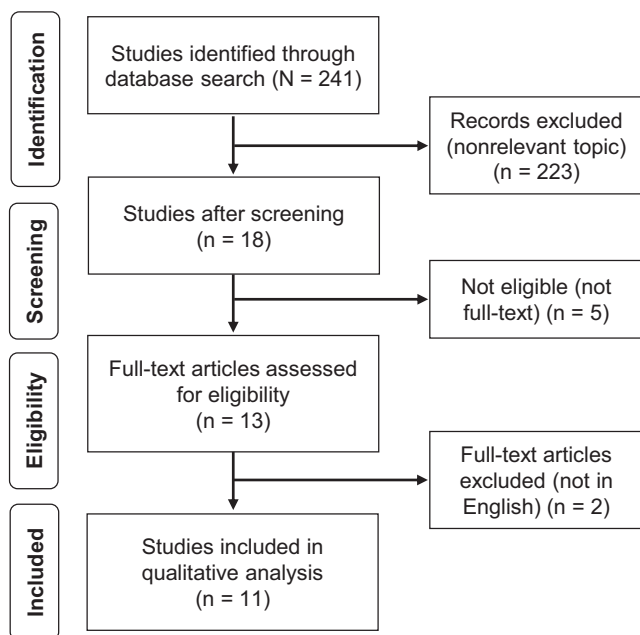 Identification
Studies identified through
database search (N = 241)
Records excluded
(nonrelevant topic)
(n = 223)
Screening
Studies after screening
(n = 18)
Not eligible (not
full-text) (n = 5)
Eligibility
Full-text articles assessed
for eligibility
(n = 13)
Full-text articles
excluded (not in
English) (n = 2)
Included
Studies included in
qualitative analysis
(n = 11)